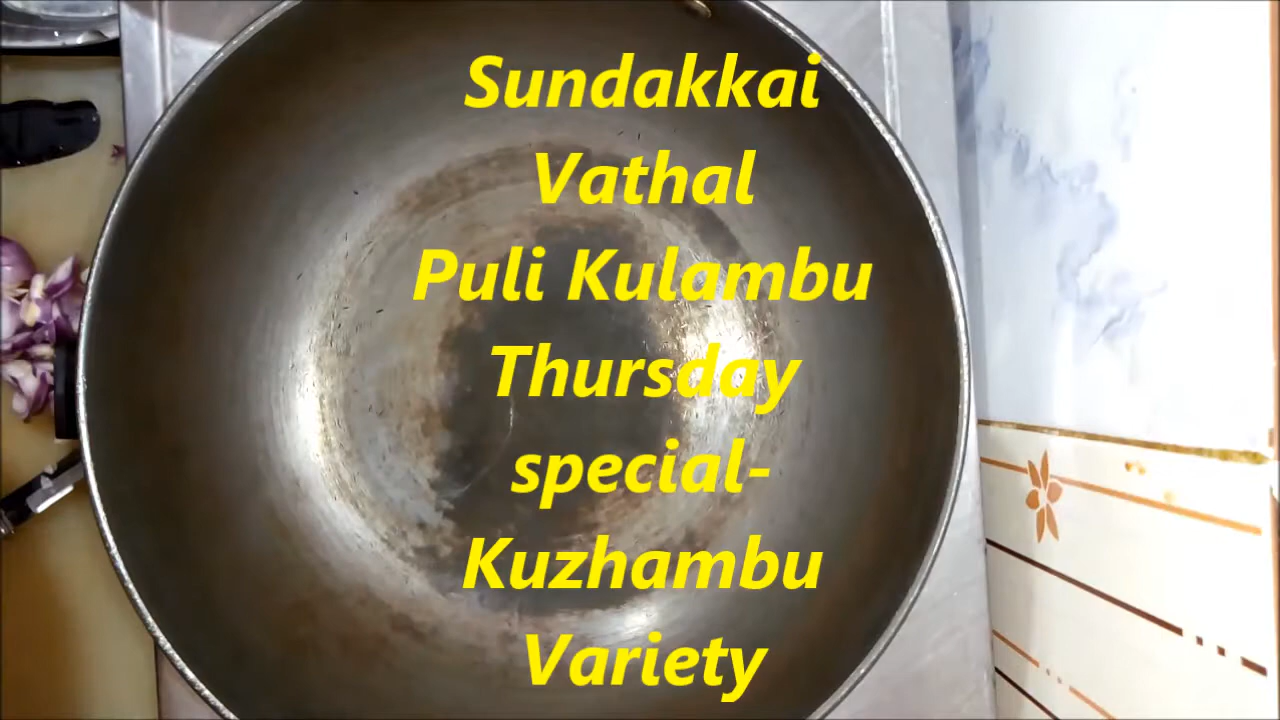 Sundakkai
Vathal
Puli Kulambu
Thursday
special-
Kuzhambu
Variety